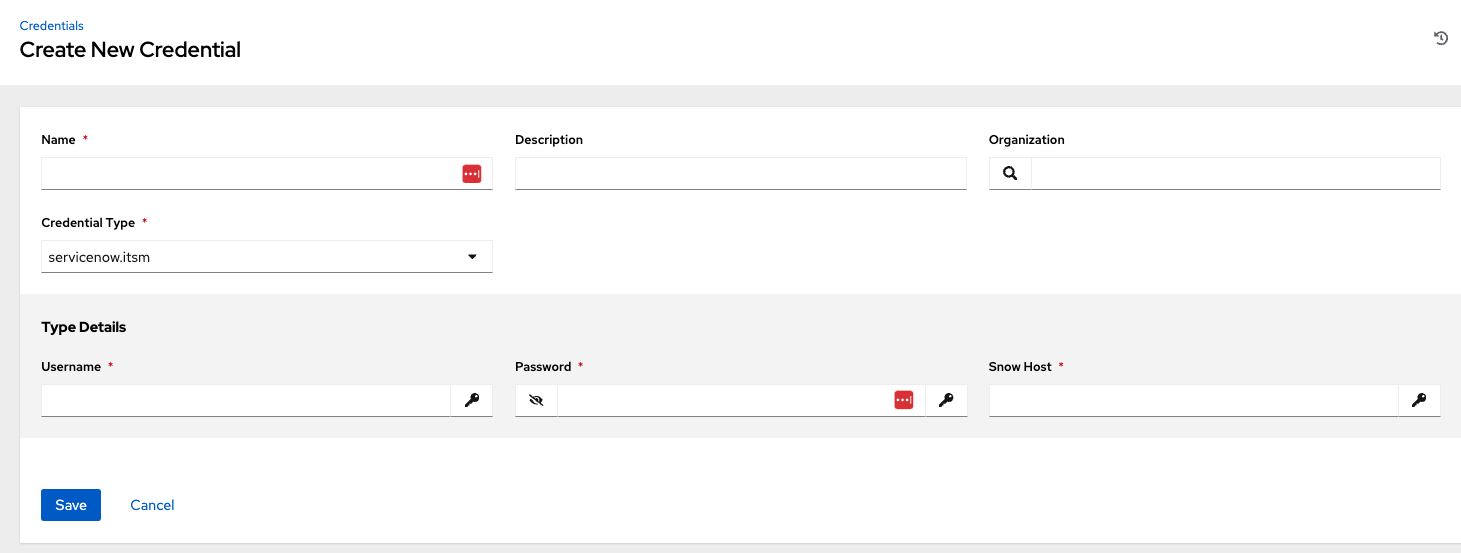 Credentials
Create New Credential
Name *
Description
Organization
Credential Type *
servicenow.itsm
Type Details
Username *
Password *
Snow Host *
Save
Cancel